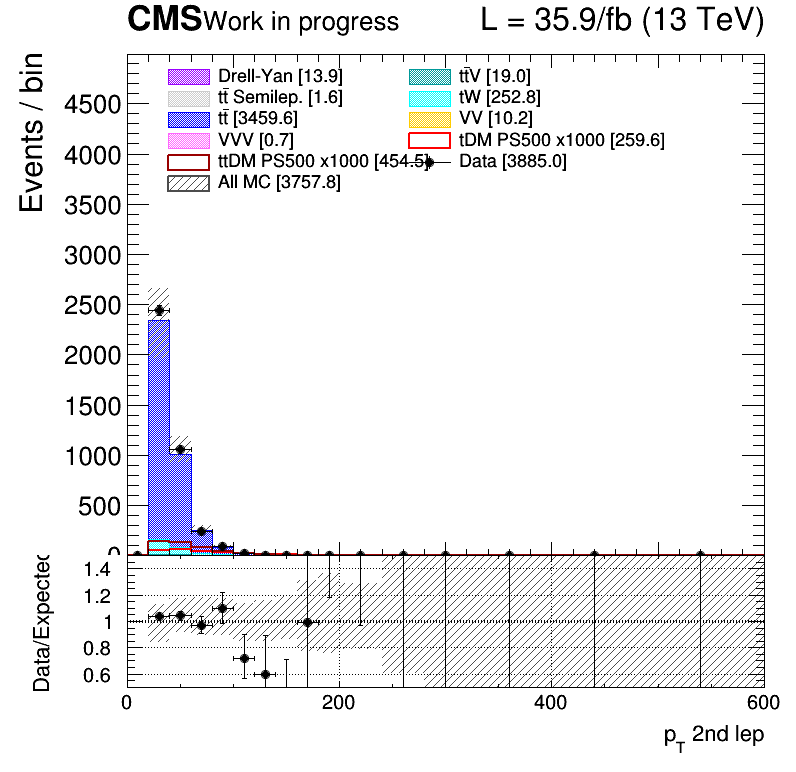 CMS Work in progress L = 35.9/fb (13 TeV)
Events / bin
Drell-Yan [13.9] tt̄V [19.0]
tt̄ Semilep. [1.6] tW [252.8]
tt̄ [3459.6] VV [10.2]
VVV [0.7] tDM PS500 x1000 [259.6]
ttDM PS500 x1000 [454.5] Data [3885.0]
All MC [3757.8]
4500
3500
3000
2500
2000
1500
1000
500
0
Data/Expected
1.4
1.2
1
0.8
0.6
0 200 400 600
p_T 2nd lep